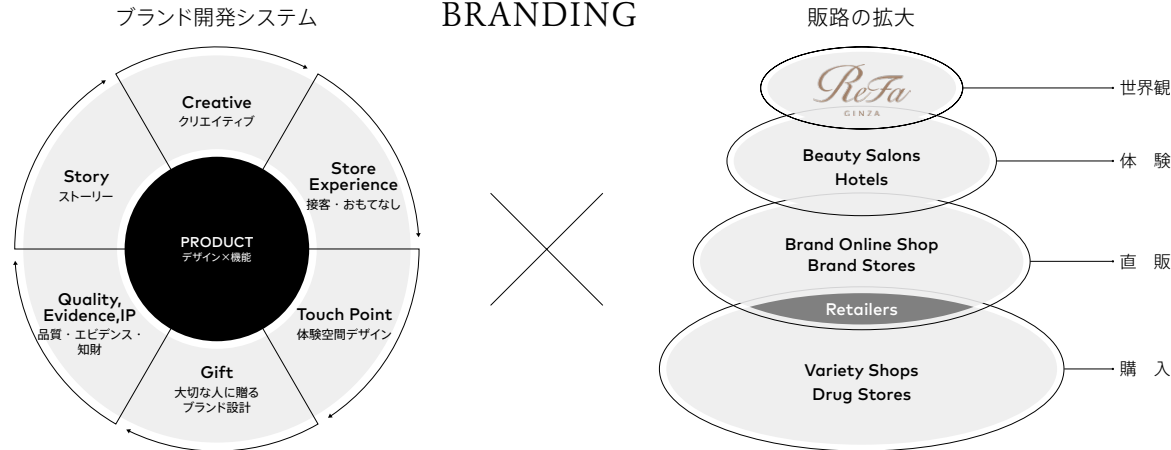 ブランド開発システム
BRANDING
販路の拡大
Creative
クリエイティブ
Store
Experience
接客・おもてなし
Touch Point
体験空間デザイン
Gift
大切な人に贈る
ブランド設計
Quality,
Evidence,IP
品質・エビデンス・
知財
Story
ストーリー
PRODUCT
デザイン×機能
ReFa
GINZA
世界観
Beauty Salons
Hotels
体 験
Brand Online Shop
Brand Stores
直 販
Retailers
Variety Shops
Drug Stores
購 入